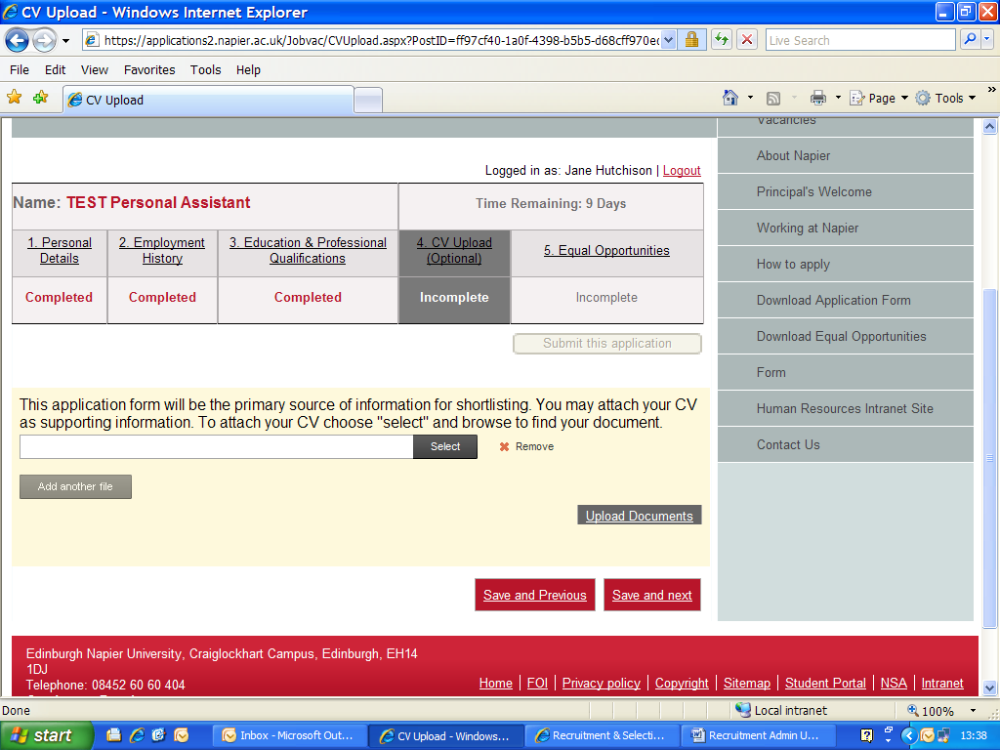 CV Upload - Windows Internet Explorer
https://applications2.napier.ac.uk/Jobvac/CVUpload.aspx?PostID=ff97cf40-1a0f-4398-b5b5-d68cff970e
Live Search
File Edit View Favorites Tools Help
CV Upload
Page Tools
Vacancies
About Napier
Principal's Welcome
Working at Napier
How to apply
Download Application Form
Download Equal Opportunities
Form
Human Resources Intranet Site
Contact Us
Logged in as: Jane Hutchison | Logout
Name: TEST Personal Assistant
Time Remaining: 9 Days
1. Personal
Details
2. Employment
History
3. Education & Professional
Qualifications
4. CV Upload
(Optional)
5. Equal Opportunities
Completed Completed Completed Incomplete Incomplete
Submit this application
This application form will be the primary source of information for shortlisting. You may attach your CV
as supporting information. To attach your CV choose "select" and browse to find your document.
Select Remove
Add another file
Upload Documents
Save and Previous Save and next
Edinburgh Napier University, Craiglockhart Campus, Edinburgh, EH14
1DJ
Telephone: 08452 60 60 404
Home | FOI | Privacy policy | Copyright | Sitemap | Student Portal | NSA | Intranet
Done Local intranet 100%
start Inbox - Microsoft Out... CV Upload - Windows... Recruitment & Selecti... Recruitment Admin U... 13:38